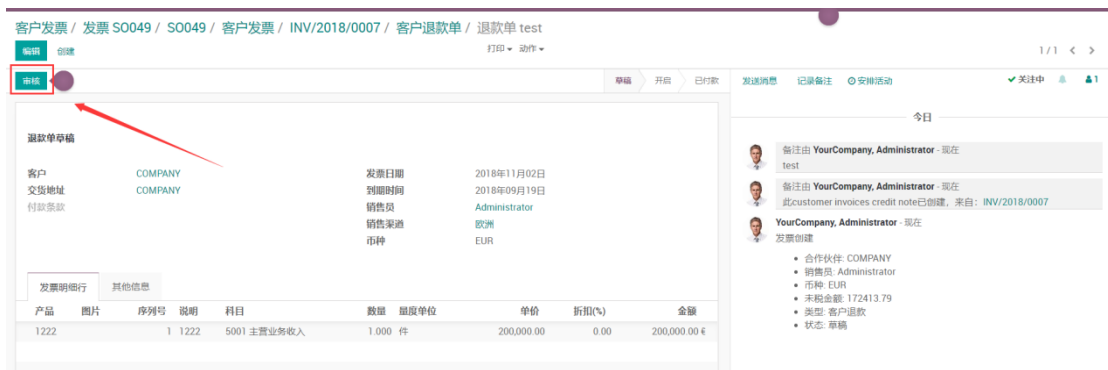 客户发票 / 发票 SO049 / SO049 / 客户发票 / INV/2018/0007 / 客户退款单 / 退款单 test
编辑 创建 打印 动作 1/1
审核 草稿 开启 已付款 发送消息 记录备注 安排活动 关注中 1
今日
退款单草稿
客户 COMPANY 发票日期 2018年11月02日
交货地址 COMPANY 到期时间 2018年09月19日
付款条款 销售员 Administrator
销售渠道 欧洲
币种 EUR
备注由 YourCompany, Administrator - 现在
test
备注由 YourCompany, Administrator - 现在
此customer invoices credit note已创建，来自：INV/2018/0007
YourCompany, Administrator - 现在
发票创建
• 合作伙伴: COMPANY
• 销售员: Administrator
• 币种: EUR
• 未税金额: 172413.79
• 类型: 客户退款
• 状态: 草稿
发票明细行 其他信息
产品 图片 序列号 说明 科目 数量 量度单位 单价 折扣(%) 金额
1222 1 1222 5001 主营业务收入 1.000 件 200,000.00 0.00 200,000.00 €